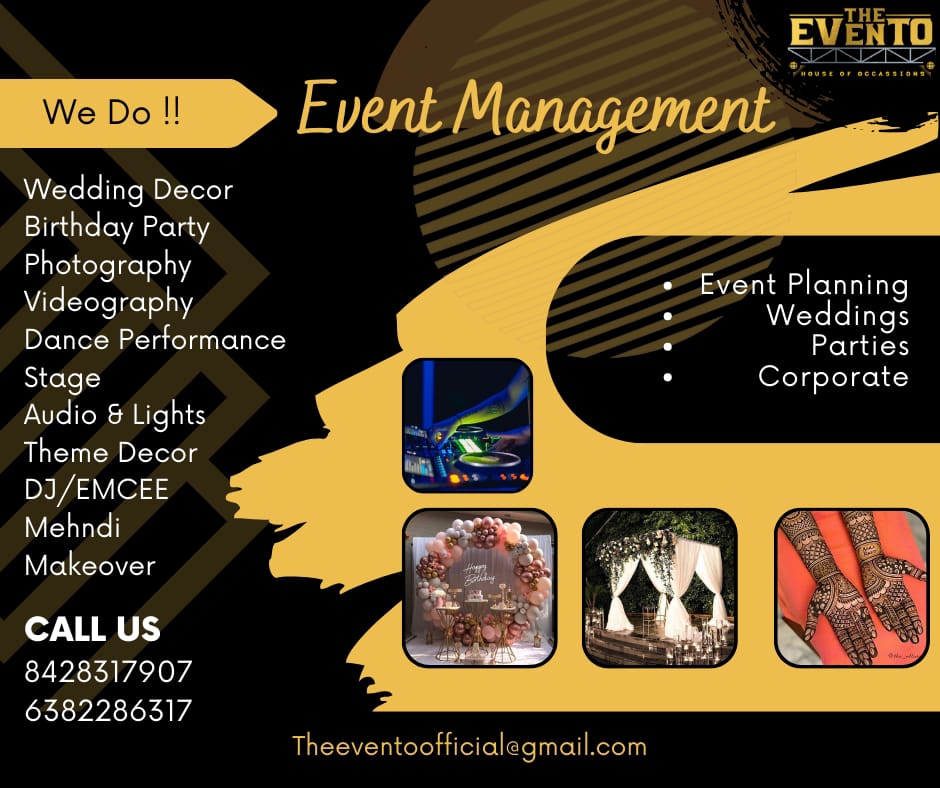 THE
EVENTO
HOUSE OF OCCASSIONS
We Do !!
Event Management
Wedding Decor
Birthday Party
Photography
Videography
Dance Performance
Stage
Audio & Lights
Theme Decor
DJ/EMCEE
Mehndi
Makeover
• Event Planning
• Weddings
• Parties
• Corporate
Happy
Birthday
CALL US
8428317907
6382286317
Theeventoofficial@gmail.com